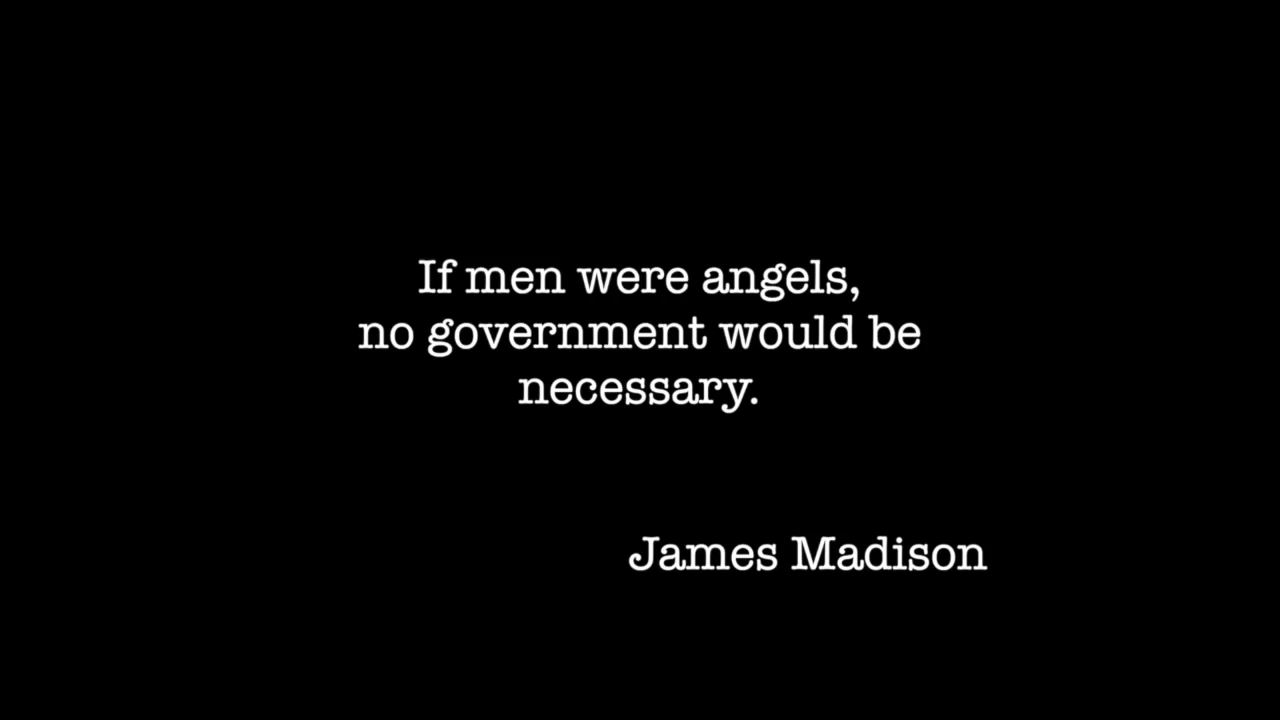 If men were angels,
no government would be
necessary.
James Madison